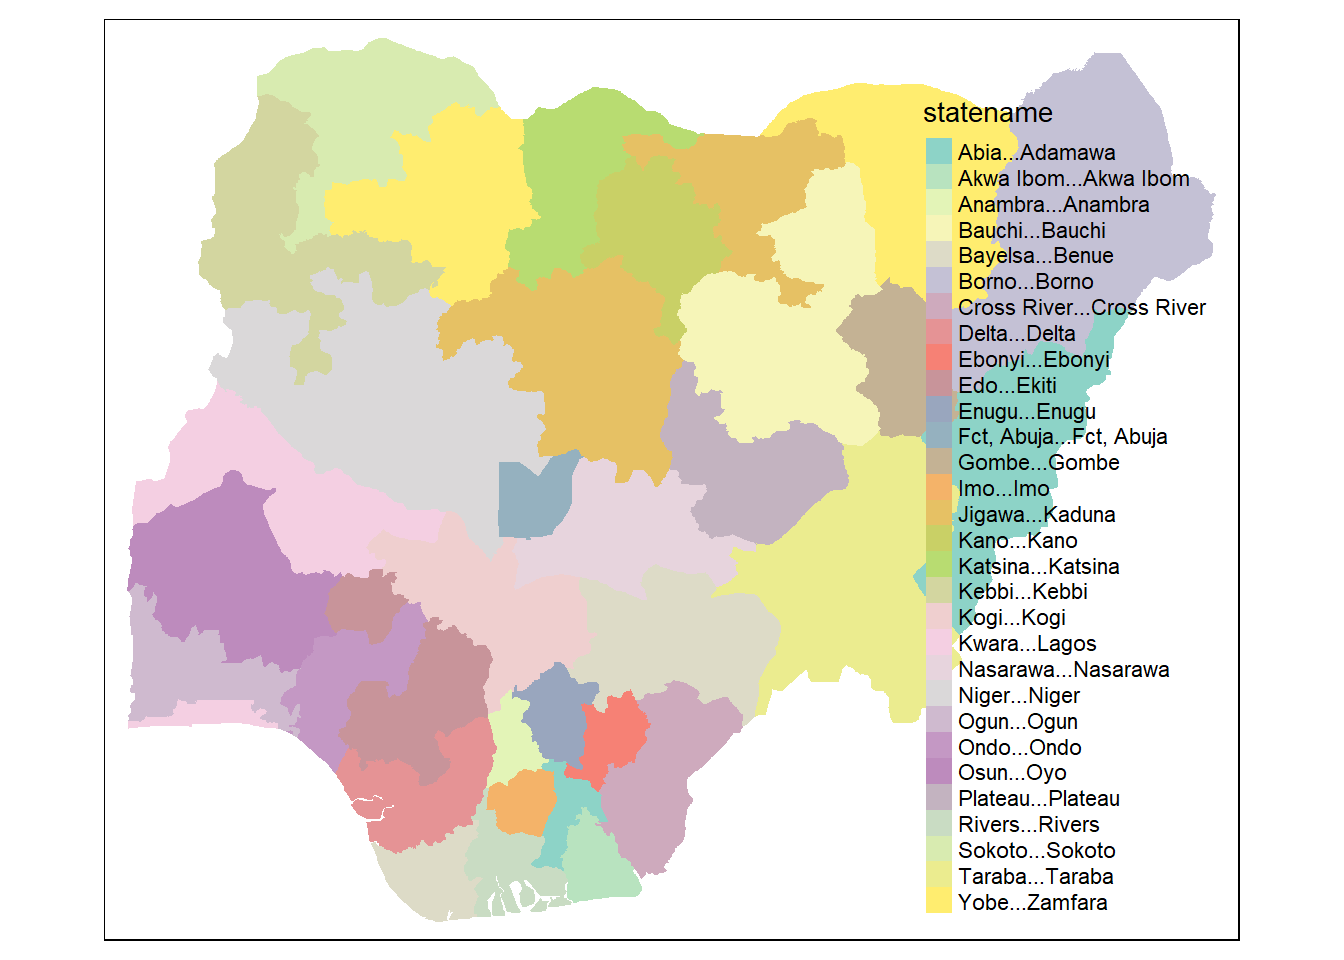 statename
Abia...Adamawa
Akwa Ibom...Akwa Ibom
Anambra...Anambra
Bauchi...Bauchi
Bayelsa...Benue
Borno...Borno
Cross River...Cross River
Delta...Delta
Ebonyi...Ebonyi
Edo...Ekiti
Enugu...Enugu
Fct, Abuja...Fct, Abuja
Gombe...Gombe
Imo...Imo
Jigawa...Kaduna
Kano...Kano
Katsina...Katsina
Kebbi...Kebbi
Kogi...Kogi
Kwara...Lagos
Nasarawa...Nasarawa
Niger...Niger
Ogun...Ogun
Ondo...Ondo
Osun...Oyo
Plateau...Plateau
Rivers...Rivers
Sokoto...Sokoto
Taraba...Taraba
Yobe...Zamfara